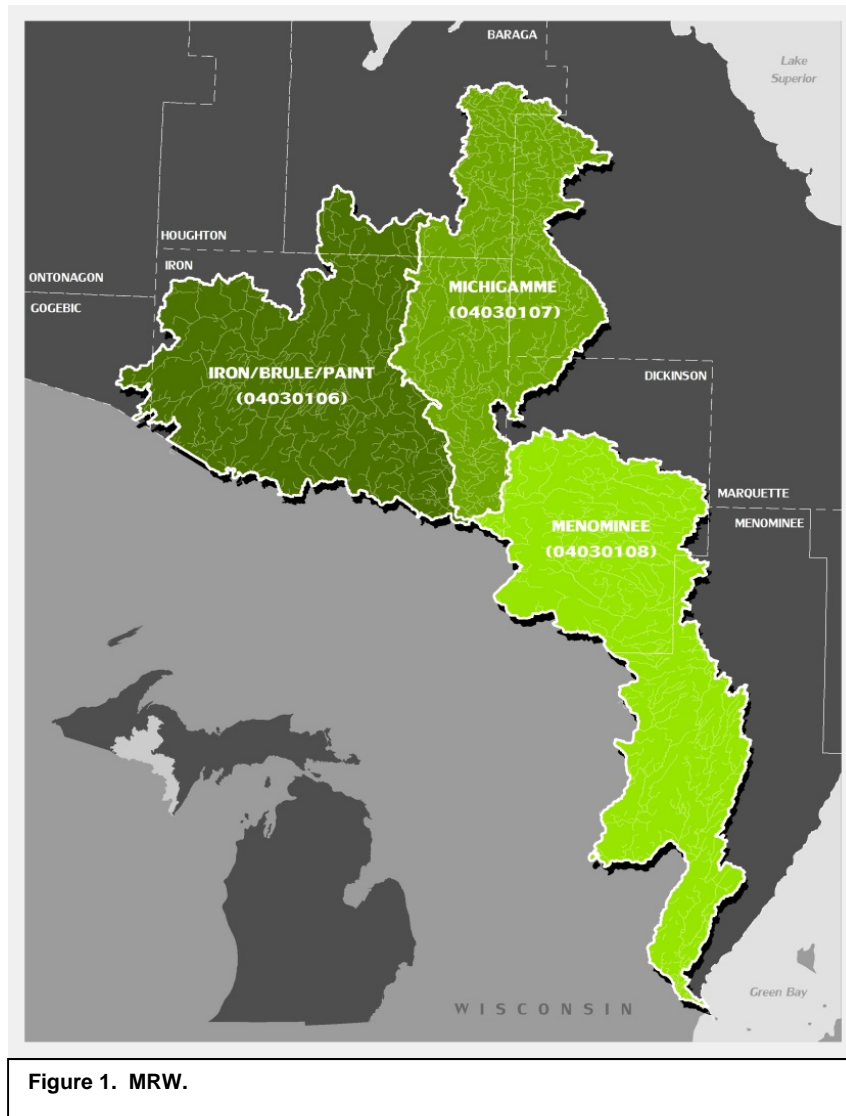 BARAGA
Lake
Superior
HOUGHTON
IRON
ONTONAGON
GOGEBIC
MICHIGAMME
(04030107)
IRON/BRULE/PAINT
(04030106)
DICKINSON
MARQUETTE
MENOMINEE
MENOMINEE
(04030108)
Green Bay
WISCONSIN
Figure 1. MRW.